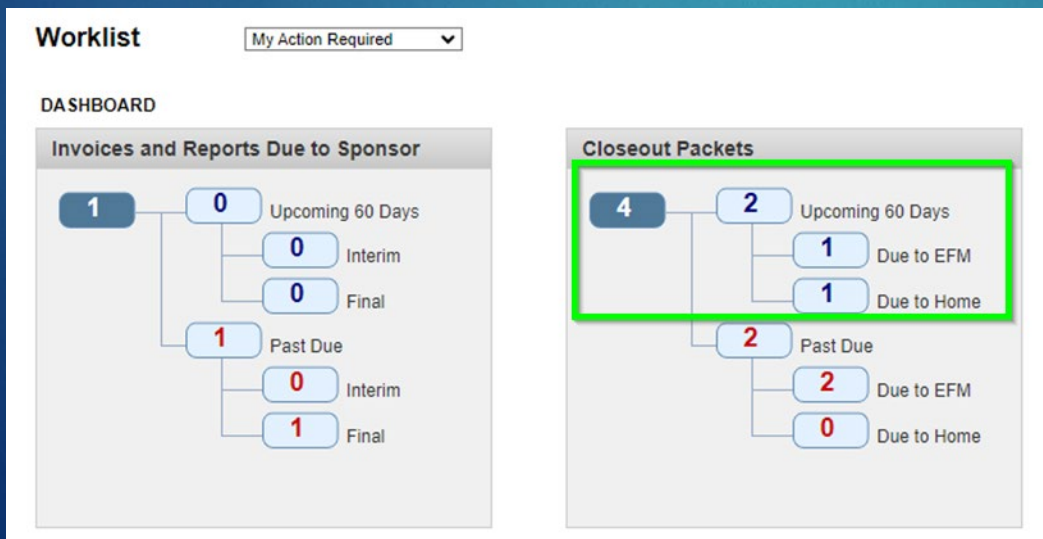 Worklist
My Action Required
DASHBOARD
Invoices and Reports Due to Sponsor
1
0 Upcoming 60 Days
0 Interim
0 Final
1 Past Due
0 Interim
1 Final
Closeout Packets
4
2 Upcoming 60 Days
1 Due to EFM
1 Due to Home
2 Past Due
2 Due to EFM
0 Due to Home